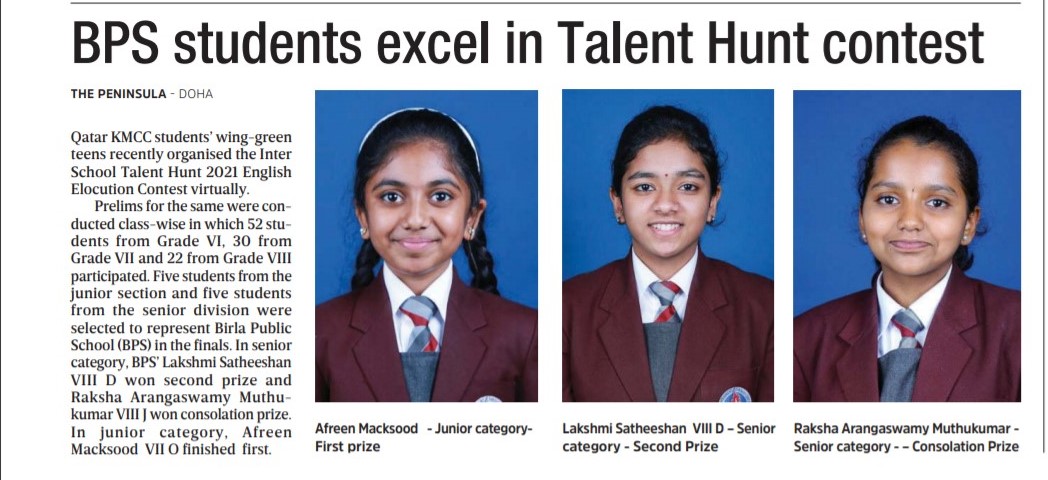 BPS students excel in Talent Hunt contest
THE PENINSULA - DOHA
Qatar KMCC students' wing-green
teens recently organised the Inter
School Talent Hunt 2021 English
Elocution Contest virtually.
Prelims for the same were con-
ducted class-wise in which 52 stu-
dents from Grade VI, 30 from
Grade VII and 22 from Grade VIII
participated. Five students from the
junior section and five students
from the senior division were
selected to represent Birla Public
School (BPS) in the finals. In senior
category, BPS' Lakshmi Satheeshan
VIII D won second prize and
Raksha Arangaswamy Muthu-
kumar VIII J won consolation prize.
In junior category, Afreen
Macksood VII O finished first.
Afreen Macksood - Junior category-
First prize
Lakshmi Satheeshan VIII D – Senior
category - Second Prize
Raksha Arangaswamy Muthukumar -
Senior category - – Consolation Prize